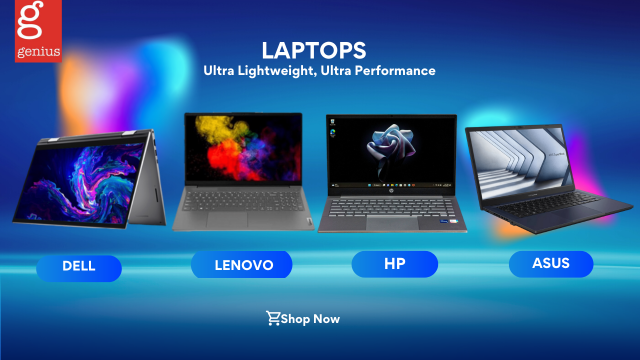 g
genius
LAPTOPS
Ultra Lightweight, Ultra Performance
DELL
LENOVO
HP
ASUS
Shop Now